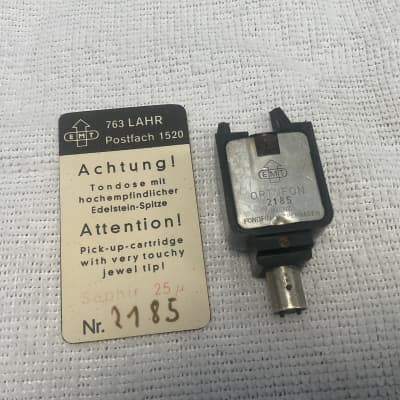 EMT
763 LAHR
Postfach 1520
Achtung!
Tondose mit
hochempfindlicher
Edelstein-Spitze
Attention!
Pick-up-cartridge
with very touchy
jewel tip!
Saphir 25 μ
Nr. 2185
EMT
ORTOFON
2185